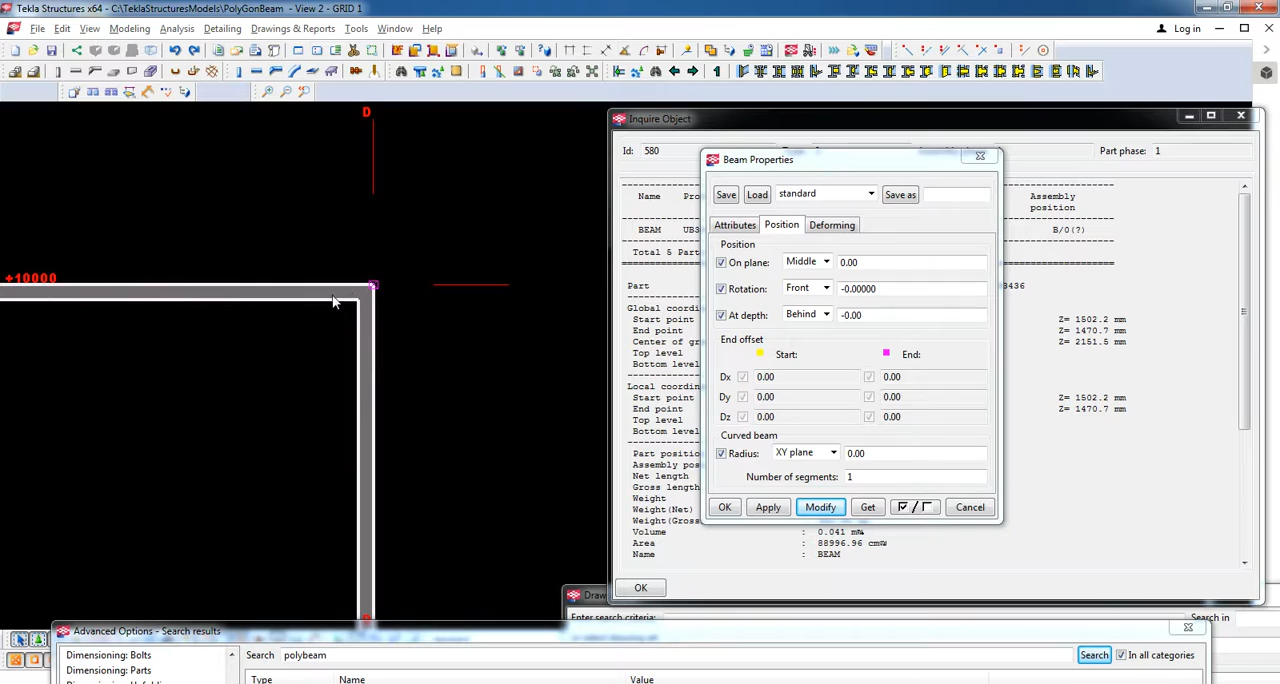 Tekla Structures x64 - C:\TeklaStructuresModels\PolyGonBeam - View 2 - GRID 1
File Edit View Modeling Analysis Detailing Drawings & Reports Tools Window Help
Log in
D
+10000
Inquire Object
Id: 580
Part phase: 1
Name Pro
Assembly
position
BEAM UB3
B/0(?)
Total 5 Part
Part
3436
Global coordin
Start point
Z= 1502.2 mm
End point
Z= 1470.7 mm
Center of gr
Z= 2151.5 mm
Top level
Bottom level
Local coordina
Start point
Z= 1502.2 mm
End point
Z= 1470.7 mm
Top level
Bottom level
Part position
Assembly pos
Net length
Gross length
Weight
Weight(Net)
Weight(Gross
Volume : 0.041 m³
Area : 88996.96 cm²
Name : BEAM
OK
Beam Properties
Save Load standard Save as
Attributes Position Deforming
Position
On plane: Middle 0.00
Rotation: Front -0.00000
At depth: Behind -0.00
End offset
Start: End:
Dx 0.00 0.00
Dy 0.00 0.00
Dz 0.00 0.00
Curved beam
Radius: XY plane 0.00
Number of segments: 1
OK Apply Modify Get / Cancel
Draw
Enter search criteria:
Search in
Advanced Options - Search results
Dimensioning: Bolts
Dimensioning: Parts
Search polybeam Search In all categories
Type Name Value